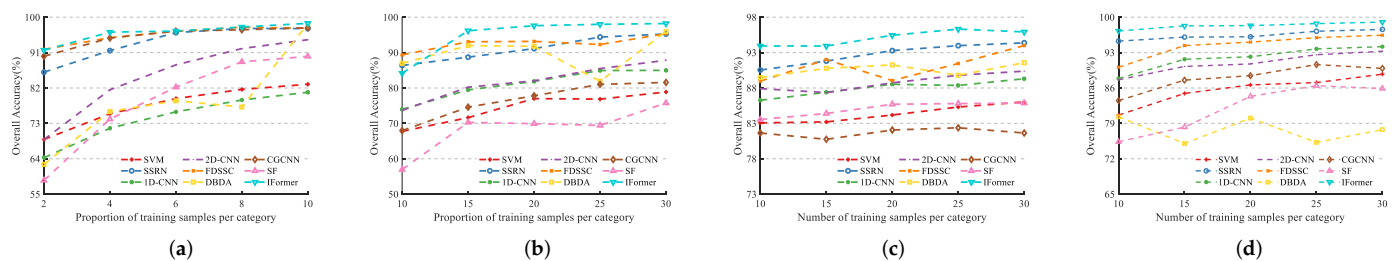 100
91
82
73
64
55
Overall Accuracy(%)
SVM 2D-CNN CGCNN
SSRN FDSSC SF
1D-CNN DBDA IFormer
2 4 6 8 10
Proportion of training samples per category
(a)
100
90
80
70
60
50
Overall Accuracy(%)
SVM 2D-CNN CGCNN
SSRN FDSSC SF
1D-CNN DBDA IFormer
10 15 20 25 30
Proportion of training samples per category
(b)
98
93
88
83
78
73
Overall Accuracy(%)
SVM 2D-CNN CGCNN
SSRN FDSSC SF
1D-CNN DBDA IFormer
10 15 20 25 30
Number of training samples per category
(c)
100
93
86
79
72
65
Overall Accuracy(%)
SVM 2D-CNN CGCNN
SSRN FDSSC SF
1D-CNN DBDA IFormer
10 15 20 25 30
Number of training samples per category
(d)